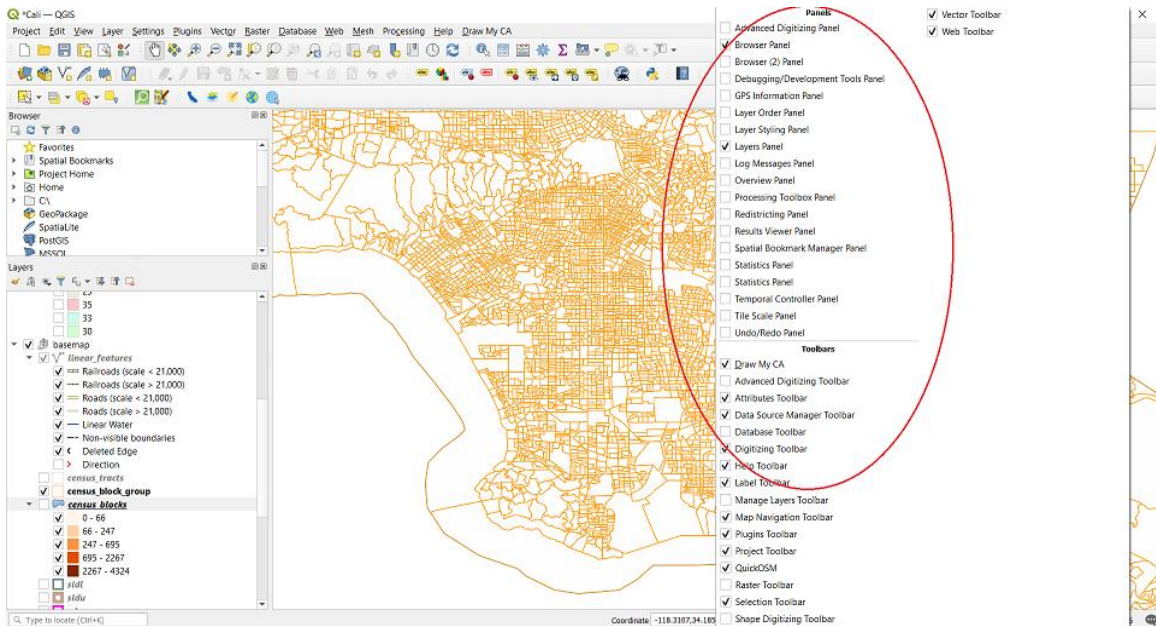 *Cali — QGIS
Project Edit View Layer Settings Plugins Vector Raster Database Web Mesh Processing Help Draw My CA
Browser
Favorites
Spatial Bookmarks
Project Home
Home
C:\
GeoPackage
SpatiaLite
PostGIS
MSSQL
Layers
25
35
33
30
basemap
linear_features
Railroads (scale < 21,000)
Railroads (scale > 21,000)
Roads (scale < 21,000)
Roads (scale > 21,000)
Linear Water
Non-visible boundaries
Deleted Edge
Direction
census_tracts
census_block_group
census_blocks
0 - 66
66 - 247
247 - 695
695 - 2267
2267 - 4324
sldl
sldu
Type to locate (Ctrl+K)
Coordinate -118.3107,34.185
Panels
Advanced Digitizing Panel
Browser Panel
Browser (2) Panel
Debugging/Development Tools Panel
GPS Information Panel
Layer Order Panel
Layer Styling Panel
Layers Panel
Log Messages Panel
Overview Panel
Processing Toolbox Panel
Redistricting Panel
Results Viewer Panel
Spatial Bookmark Manager Panel
Statistics Panel
Statistics Panel
Temporal Controller Panel
Tile Scale Panel
Undo/Redo Panel
Toolbars
Draw My CA
Advanced Digitizing Toolbar
Attributes Toolbar
Data Source Manager Toolbar
Database Toolbar
Digitizing Toolbar
Help Toolbar
Label Toolbar
Manage Layers Toolbar
Map Navigation Toolbar
Plugins Toolbar
Project Toolbar
QuickOSM
Raster Toolbar
Selection Toolbar
Shape Digitizing Toolbar
Vector Toolbar
Web Toolbar